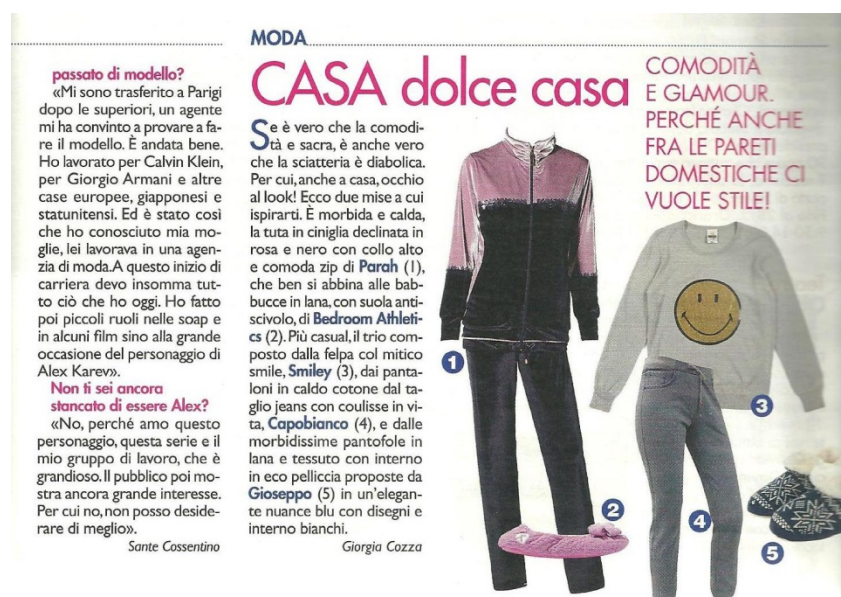 passato di modello?
«Mi sono trasferito a Parigi
dopo le superiori, un agente
mi ha convinto a provare a fa-
re il modello. È andata bene.
Ho lavorato per Calvin Klein,
per Giorgio Armani e altre
case europee, giapponesi e
statunitensi. Ed è stato così
che ho conosciuto mia mo-
glie, lei lavorava in una agen-
zia di moda. A questo inizio di
carriera devo insomma tut-
to ciò che ho oggi. Ho fatto
poi piccoli ruoli nelle soap e
in alcuni film sino alla grande
occasione del personaggio di
Alex Karev».
Non ti sei ancora
stancato di essere Alex?
«No, perché amo questo
personaggio, questa serie e il
mio gruppo di lavoro, che è
grandioso. Il pubblico poi mo-
stra ancora grande interesse.
Per cui no, non posso deside-
rare di meglio».
Sante Cossentino
MODA
CASA dolce casa
Se è vero che la comodi-
tà e sacra, è anche vero
che la sciatteria è diabolica.
Per cui, anche a casa, occhio
al look! Ecco due mise a cui
ispirarti. È morbida e calda,
la tuta in ciniglia declinata in
rosa e nero con collo alto
e comoda zip di Parah (1),
che ben si abbina alle bab-
bucce in lana, con suola anti-
scivolo, di Bedroom Athleti-
cs (2). Più casual, il trio com-
posto dalla felpa col mitico
smile, Smiley (3), dai panta-
loni in caldo cotone dal ta-
glio jeans con coulisse in vi-
ta, Capobianco (4), e dalle
morbidissime pantofole in
lana e tessuto con interno
in eco pelliccia proposte da
Gioseppo (5) in un'elegan-
te nuance blu con disegni e
interno bianchi.
Giorgia Cozza
COMODITÀ
E GLAMOUR.
PERCHÉ ANCHE
FRA LE PARETI
DOMESTICHE CI
VUOLE STILE!
1
2
3
4
5